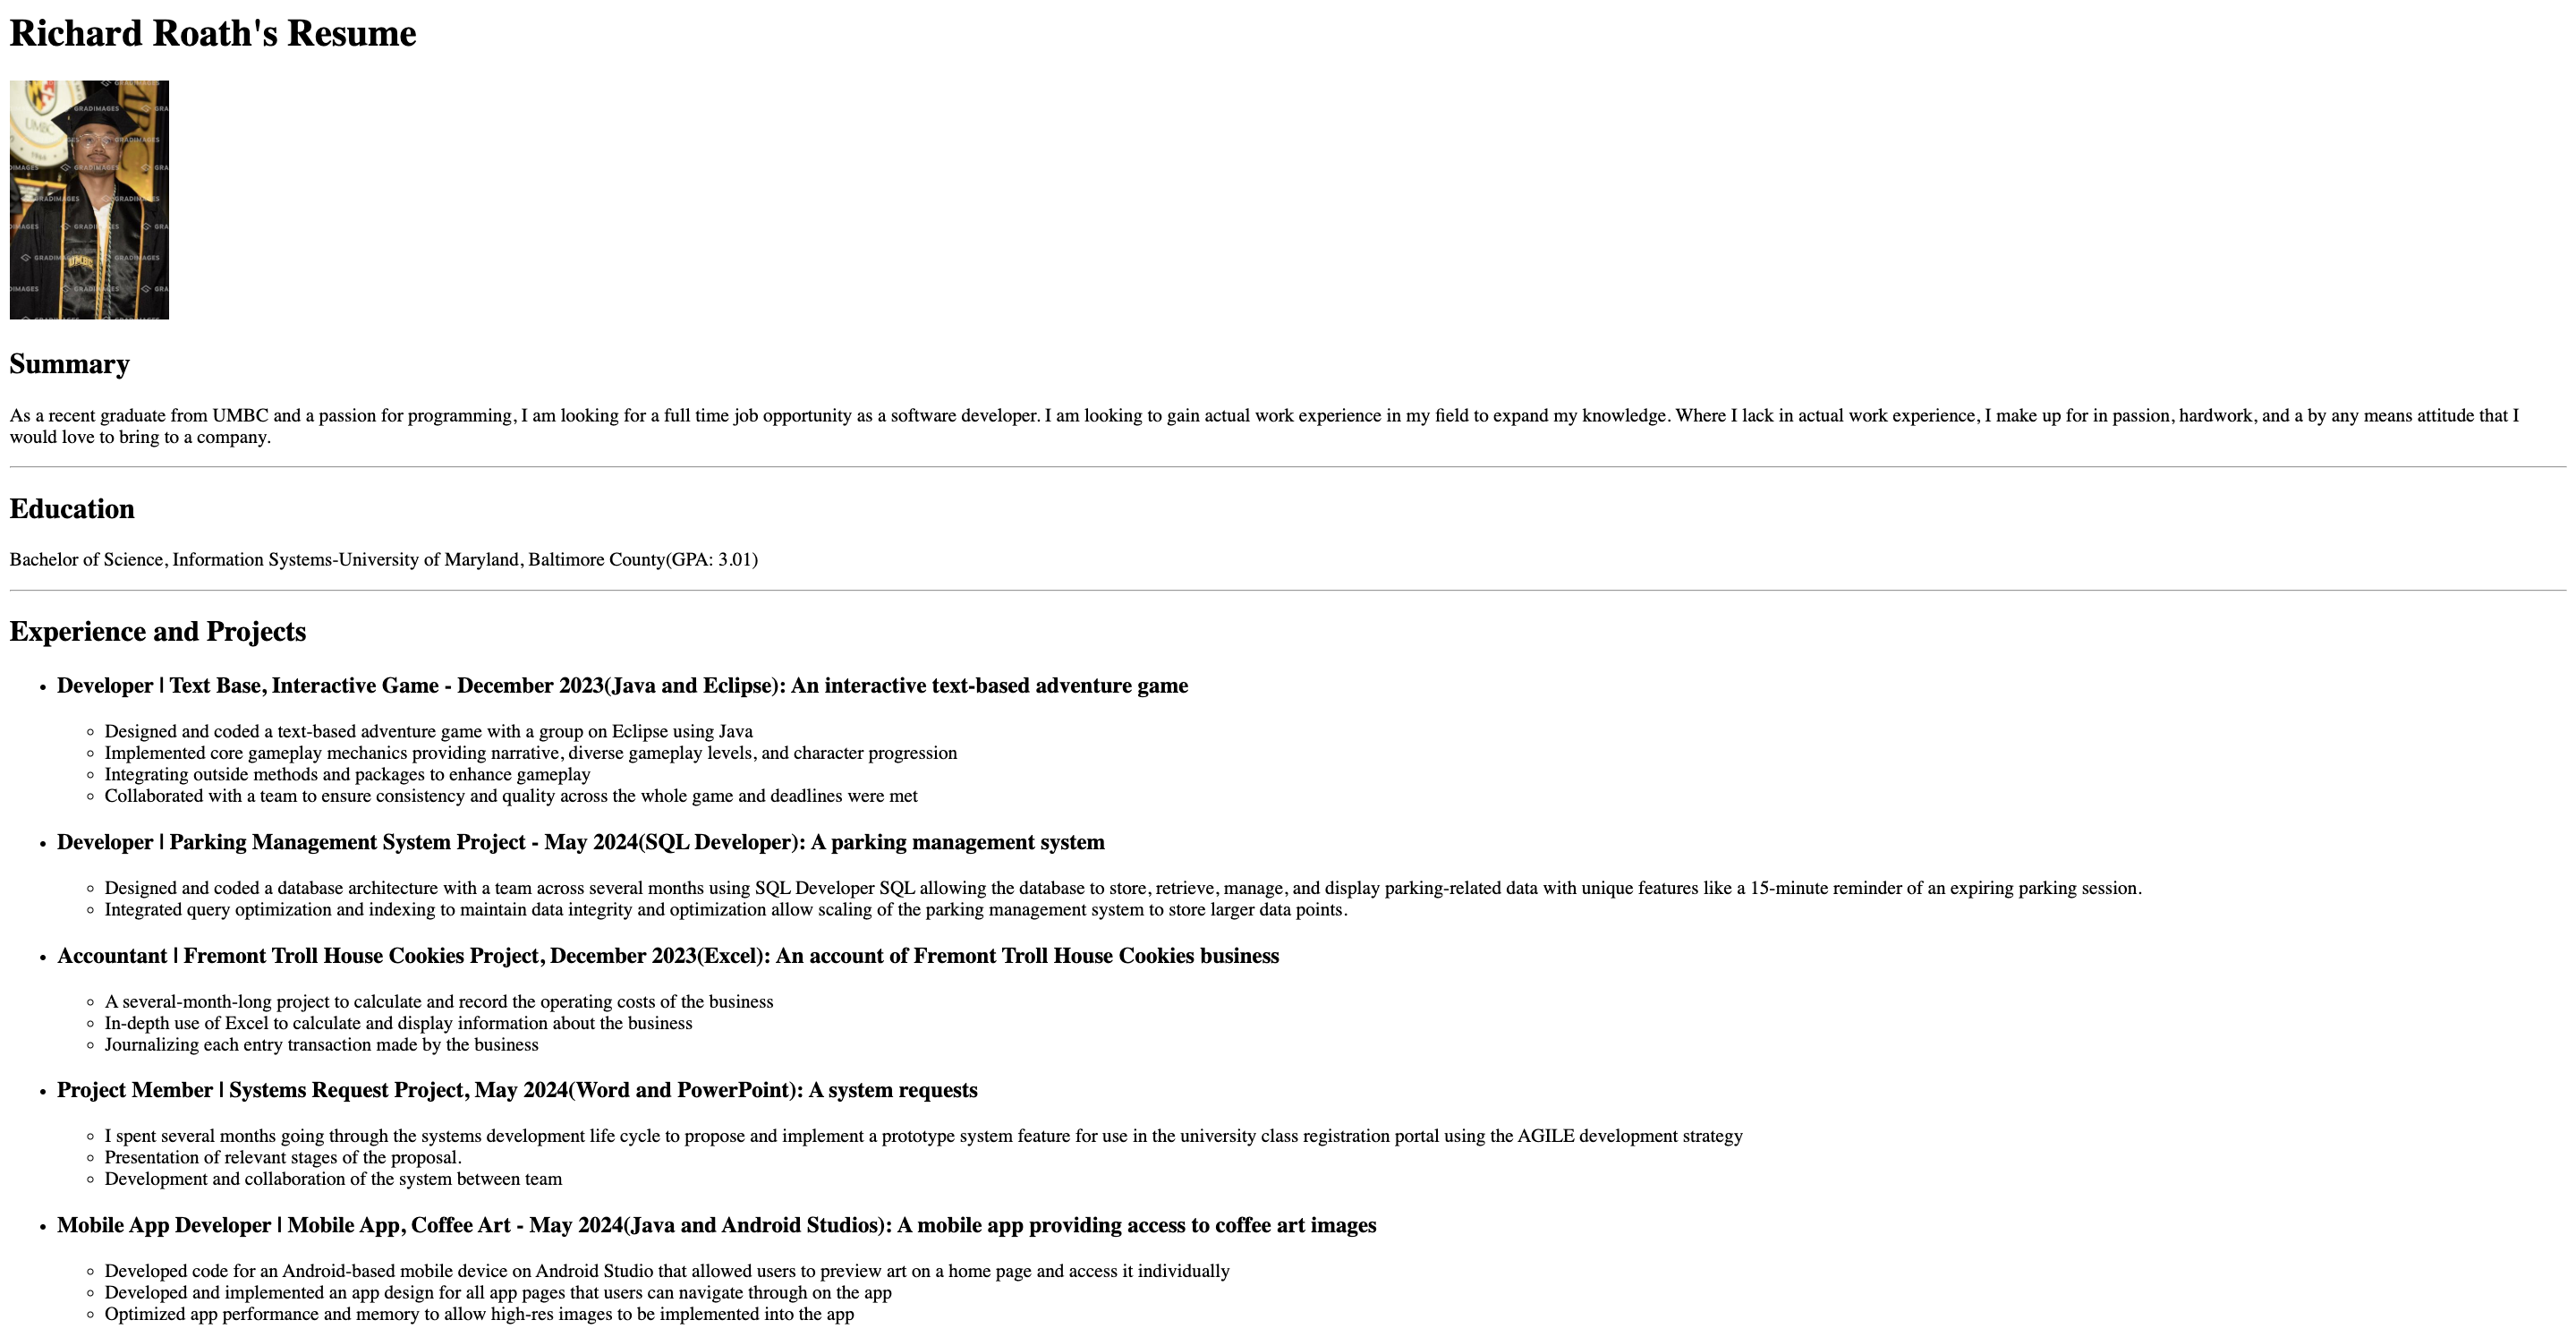 Richard Roath's Resume
UMBC
1966
GRADIMAGES
UMBC
Summary
As a recent graduate from UMBC and a passion for programming, I am looking for a full time job opportunity as a software developer. I am looking to gain actual work experience in my field to expand my knowledge. Where I lack in actual work experience, I make up for in passion, hardwork, and a by any means attitude that I
would love to bring to a company.
Education
Bachelor of Science, Information Systems-University of Maryland, Baltimore County(GPA: 3.01)
Experience and Projects
• Developer | Text Base, Interactive Game - December 2023(Java and Eclipse): An interactive text-based adventure game
◦ Designed and coded a text-based adventure game with a group on Eclipse using Java
◦ Implemented core gameplay mechanics providing narrative, diverse gameplay levels, and character progression
◦ Integrating outside methods and packages to enhance gameplay
◦ Collaborated with a team to ensure consistency and quality across the whole game and deadlines were met
• Developer | Parking Management System Project - May 2024(SQL Developer): A parking management system
◦ Designed and coded a database architecture with a team across several months using SQL Developer SQL allowing the database to store, retrieve, manage, and display parking-related data with unique features like a 15-minute reminder of an expiring parking session.
◦ Integrated query optimization and indexing to maintain data integrity and optimization allow scaling of the parking management system to store larger data points.
• Accountant | Fremont Troll House Cookies Project, December 2023(Excel): An account of Fremont Troll House Cookies business
◦ A several-month-long project to calculate and record the operating costs of the business
◦ In-depth use of Excel to calculate and display information about the business
◦ Journalizing each entry transaction made by the business
• Project Member | Systems Request Project, May 2024(Word and PowerPoint): A system requests
◦ I spent several months going through the systems development life cycle to propose and implement a prototype system feature for use in the university class registration portal using the AGILE development strategy
◦ Presentation of relevant stages of the proposal.
◦ Development and collaboration of the system between team
• Mobile App Developer | Mobile App, Coffee Art - May 2024(Java and Android Studios): A mobile app providing access to coffee art images
◦ Developed code for an Android-based mobile device on Android Studio that allowed users to preview art on a home page and access it individually
◦ Developed and implemented an app design for all app pages that users can navigate through on the app
◦ Optimized app performance and memory to allow high-res images to be implemented into the app